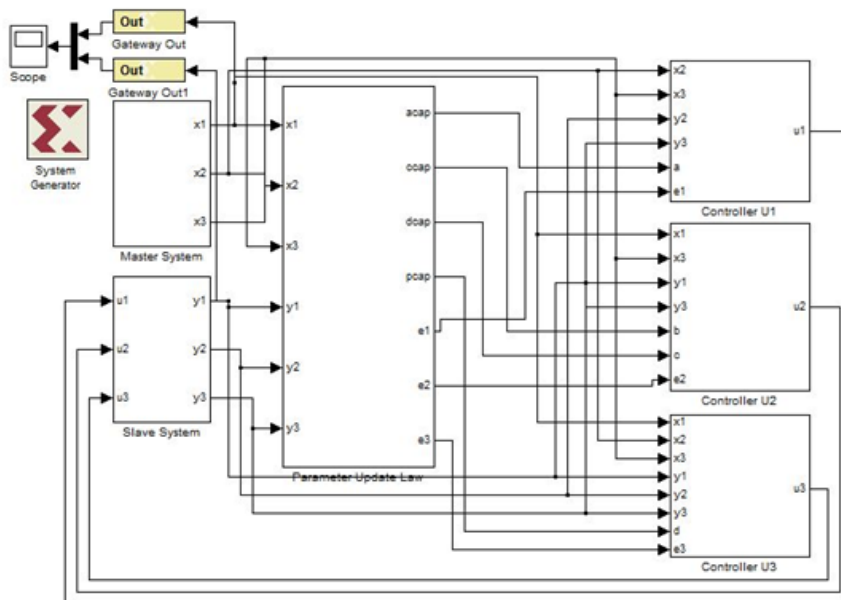 Out
Gateway Out
Scope
Out
Gateway Out1
System
Generator
x1
x2
x3
Master System
u1
u2
u3
y1
y2
y3
Slave System
x1
x2
x3
y1
y2
y3
acap
ccap
dcap
pcap
e1
e2
e3
Parameter Update Law
x2
x3
y2
y3
a
e1
u1
Controller U1
x1
x3
y1
y3
b
c
e2
u2
Controller U2
x1
x2
x3
y1
y2
y3
d
e3
u3
Controller U3